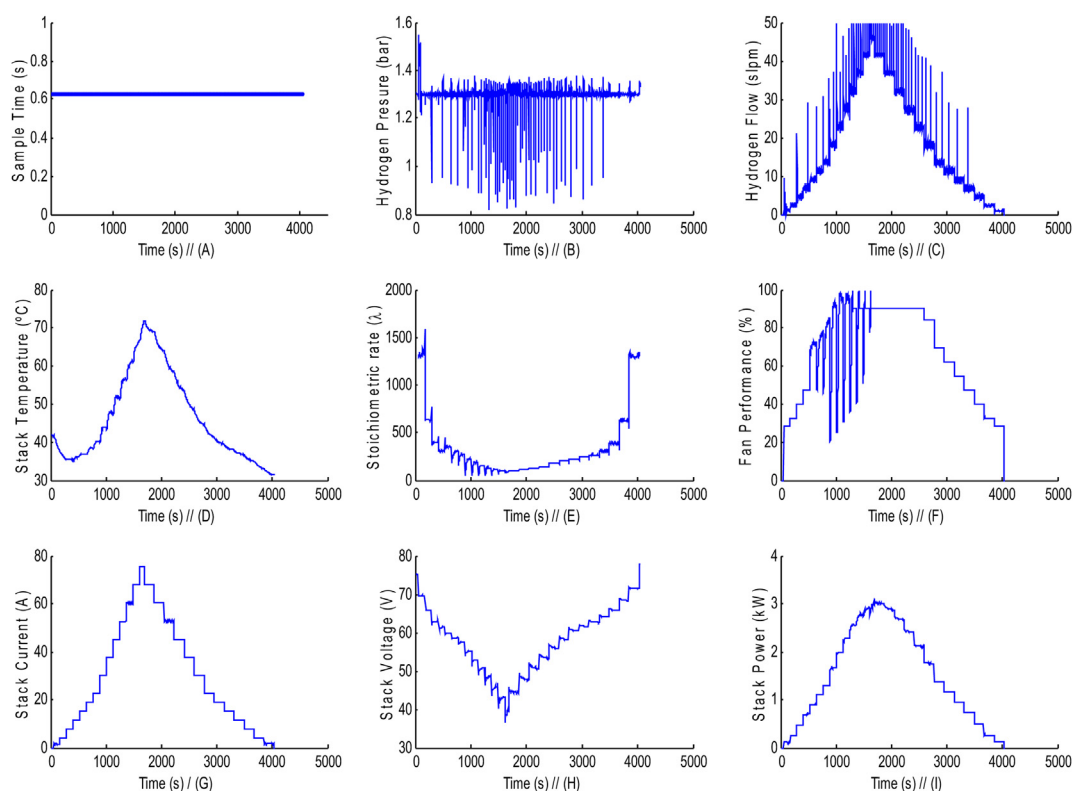 1
0.8
0.6
0.4
0.2
0
Sample Time (s)
0 1000 2000 3000 4000
Time (s) // (A)
1.6
1.4
1.2
1
0.8
Hydrogen Presure (bar)
0 1000 2000 3000 4000 5000
Time (s) // (B)
50
40
30
20
10
0
Hydrogen Flow (slpm)
0 1000 2000 3000 4000 5000
Time (s) // (C)
80
70
60
50
40
30
Stack Temperature (ºC)
0 1000 2000 3000 4000 5000
Time (s) // (D)
2000
1500
1000
500
0
Stoichiometric rate (λ)
0 1000 2000 3000 4000 5000
Time (s) // (E)
100
80
60
40
20
0
Fan Performance (%)
0 1000 2000 3000 4000 5000
Time (s) // (F)
80
60
40
20
0
Stack Current (A)
0 1000 2000 3000 4000 5000
Time (s) / (G)
80
70
60
50
40
30
Stack Voltage (V)
0 1000 2000 3000 4000 5000
Time (s) // (H)
4
3
2
1
0
Stack Power (kW)
0 1000 2000 3000 4000 5000
Time (s) // (I)